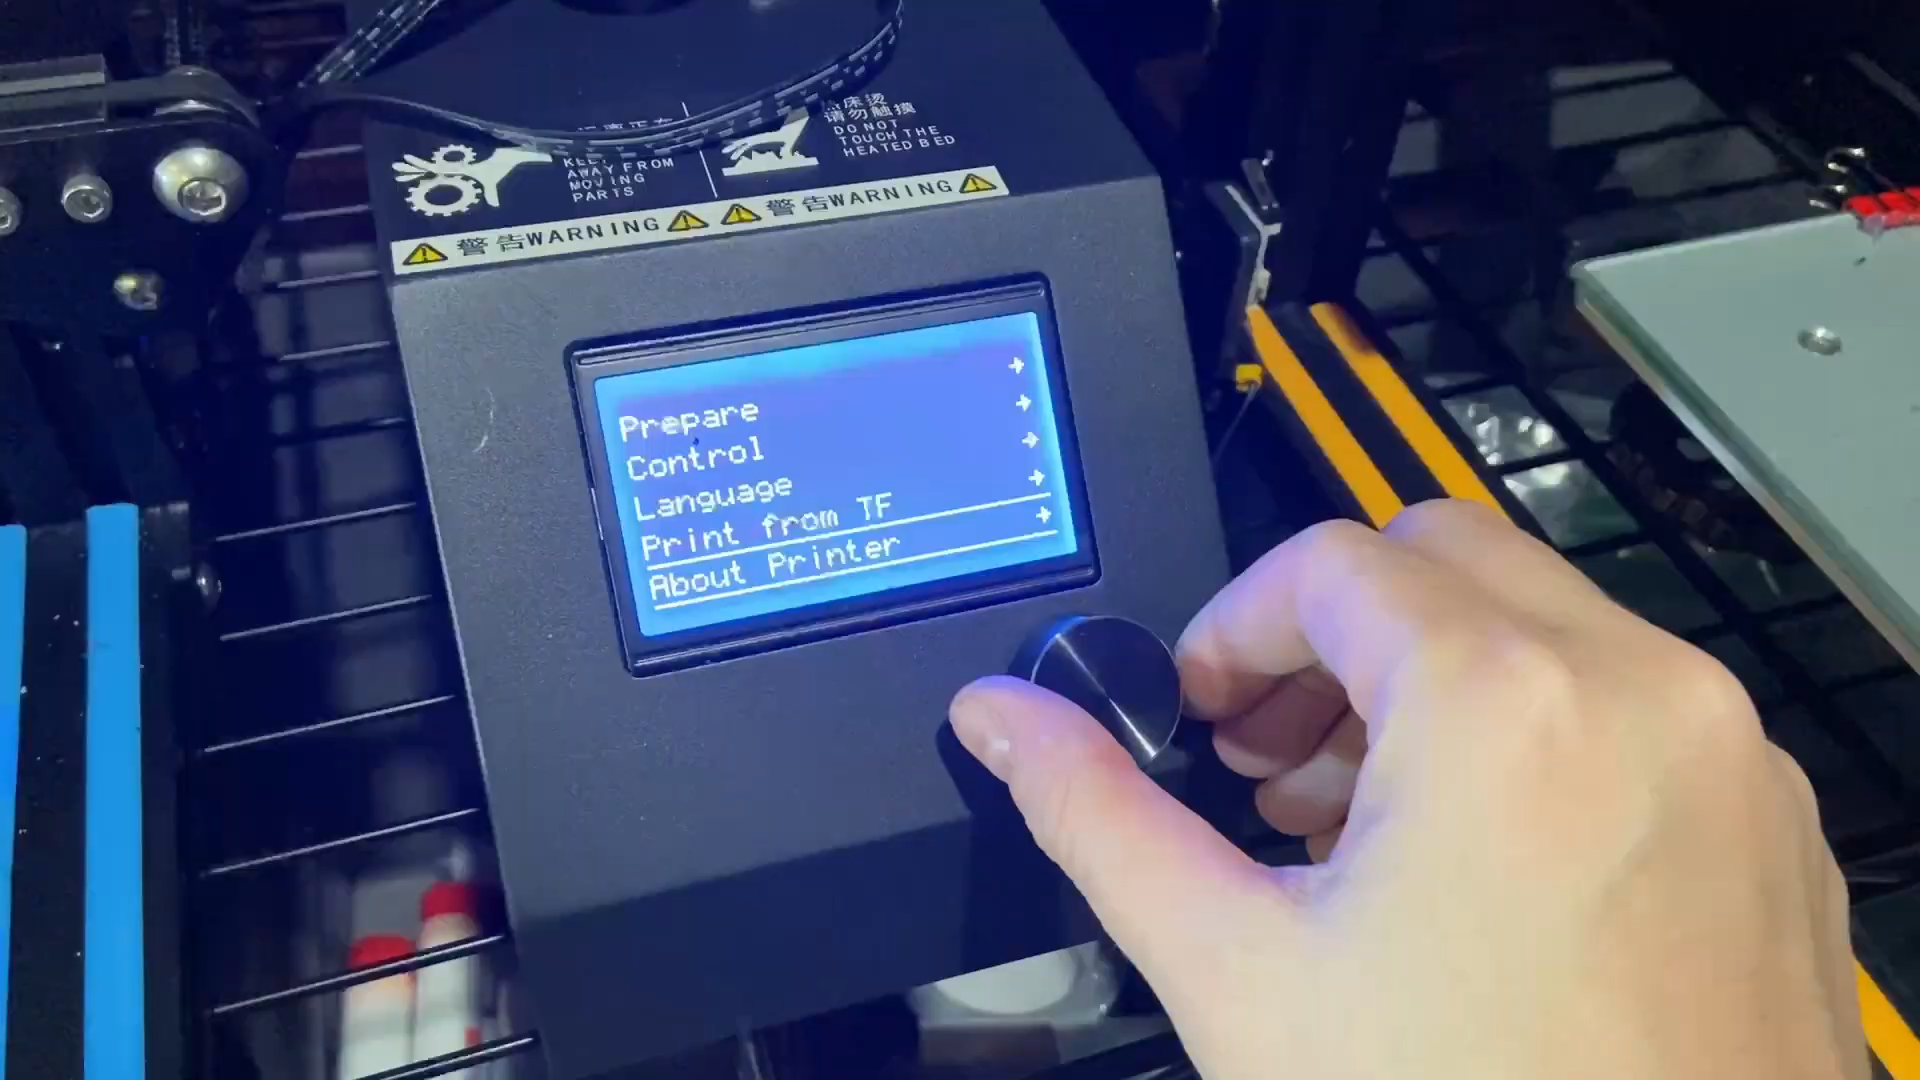 KEEP
AWAY FROM
MOVING
PARTS
床烫
请勿触摸
DO NOT
TOUCH THE
HEATED BED
警告WARNING
警告WARNING
Prepare
Control
Language
Print from TF
About Printer